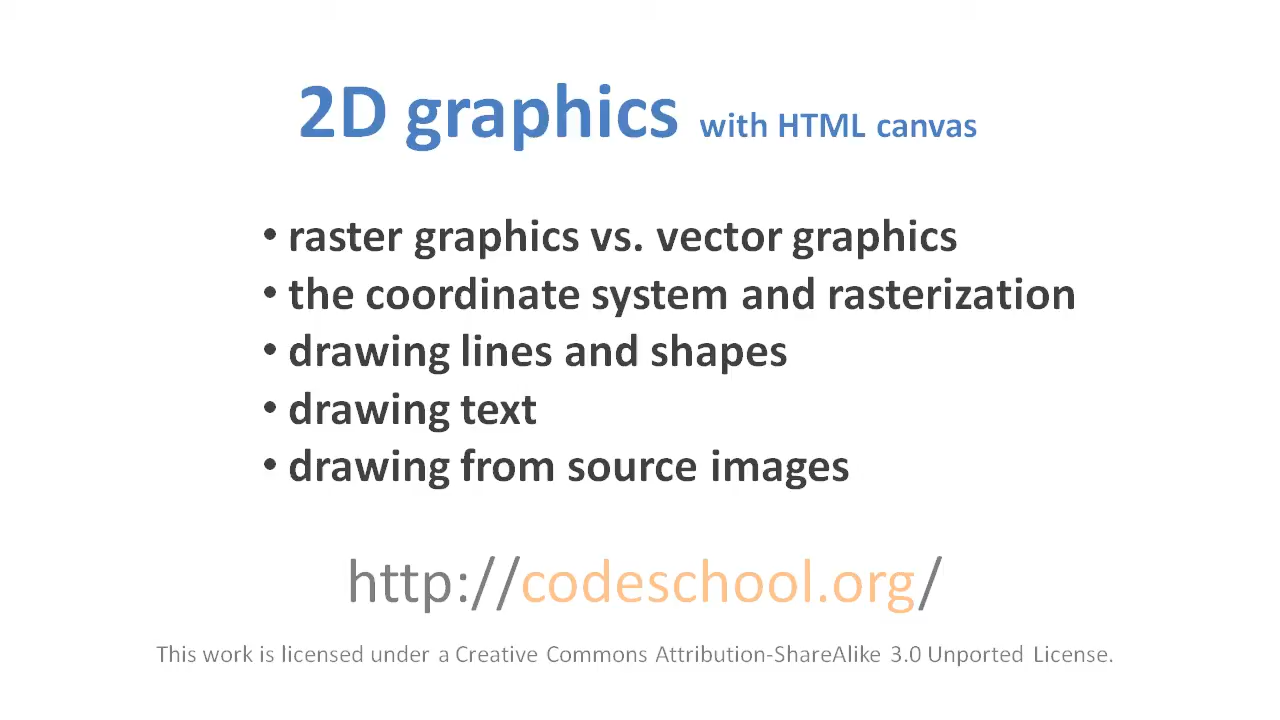 2D graphics with HTML canvas
• raster graphics vs. vector graphics
• the coordinate system and rasterization
• drawing lines and shapes
• drawing text
• drawing from source images
http://codeschool.org/
This work is licensed under a Creative Commons Attribution-ShareAlike 3.0 Unported License.